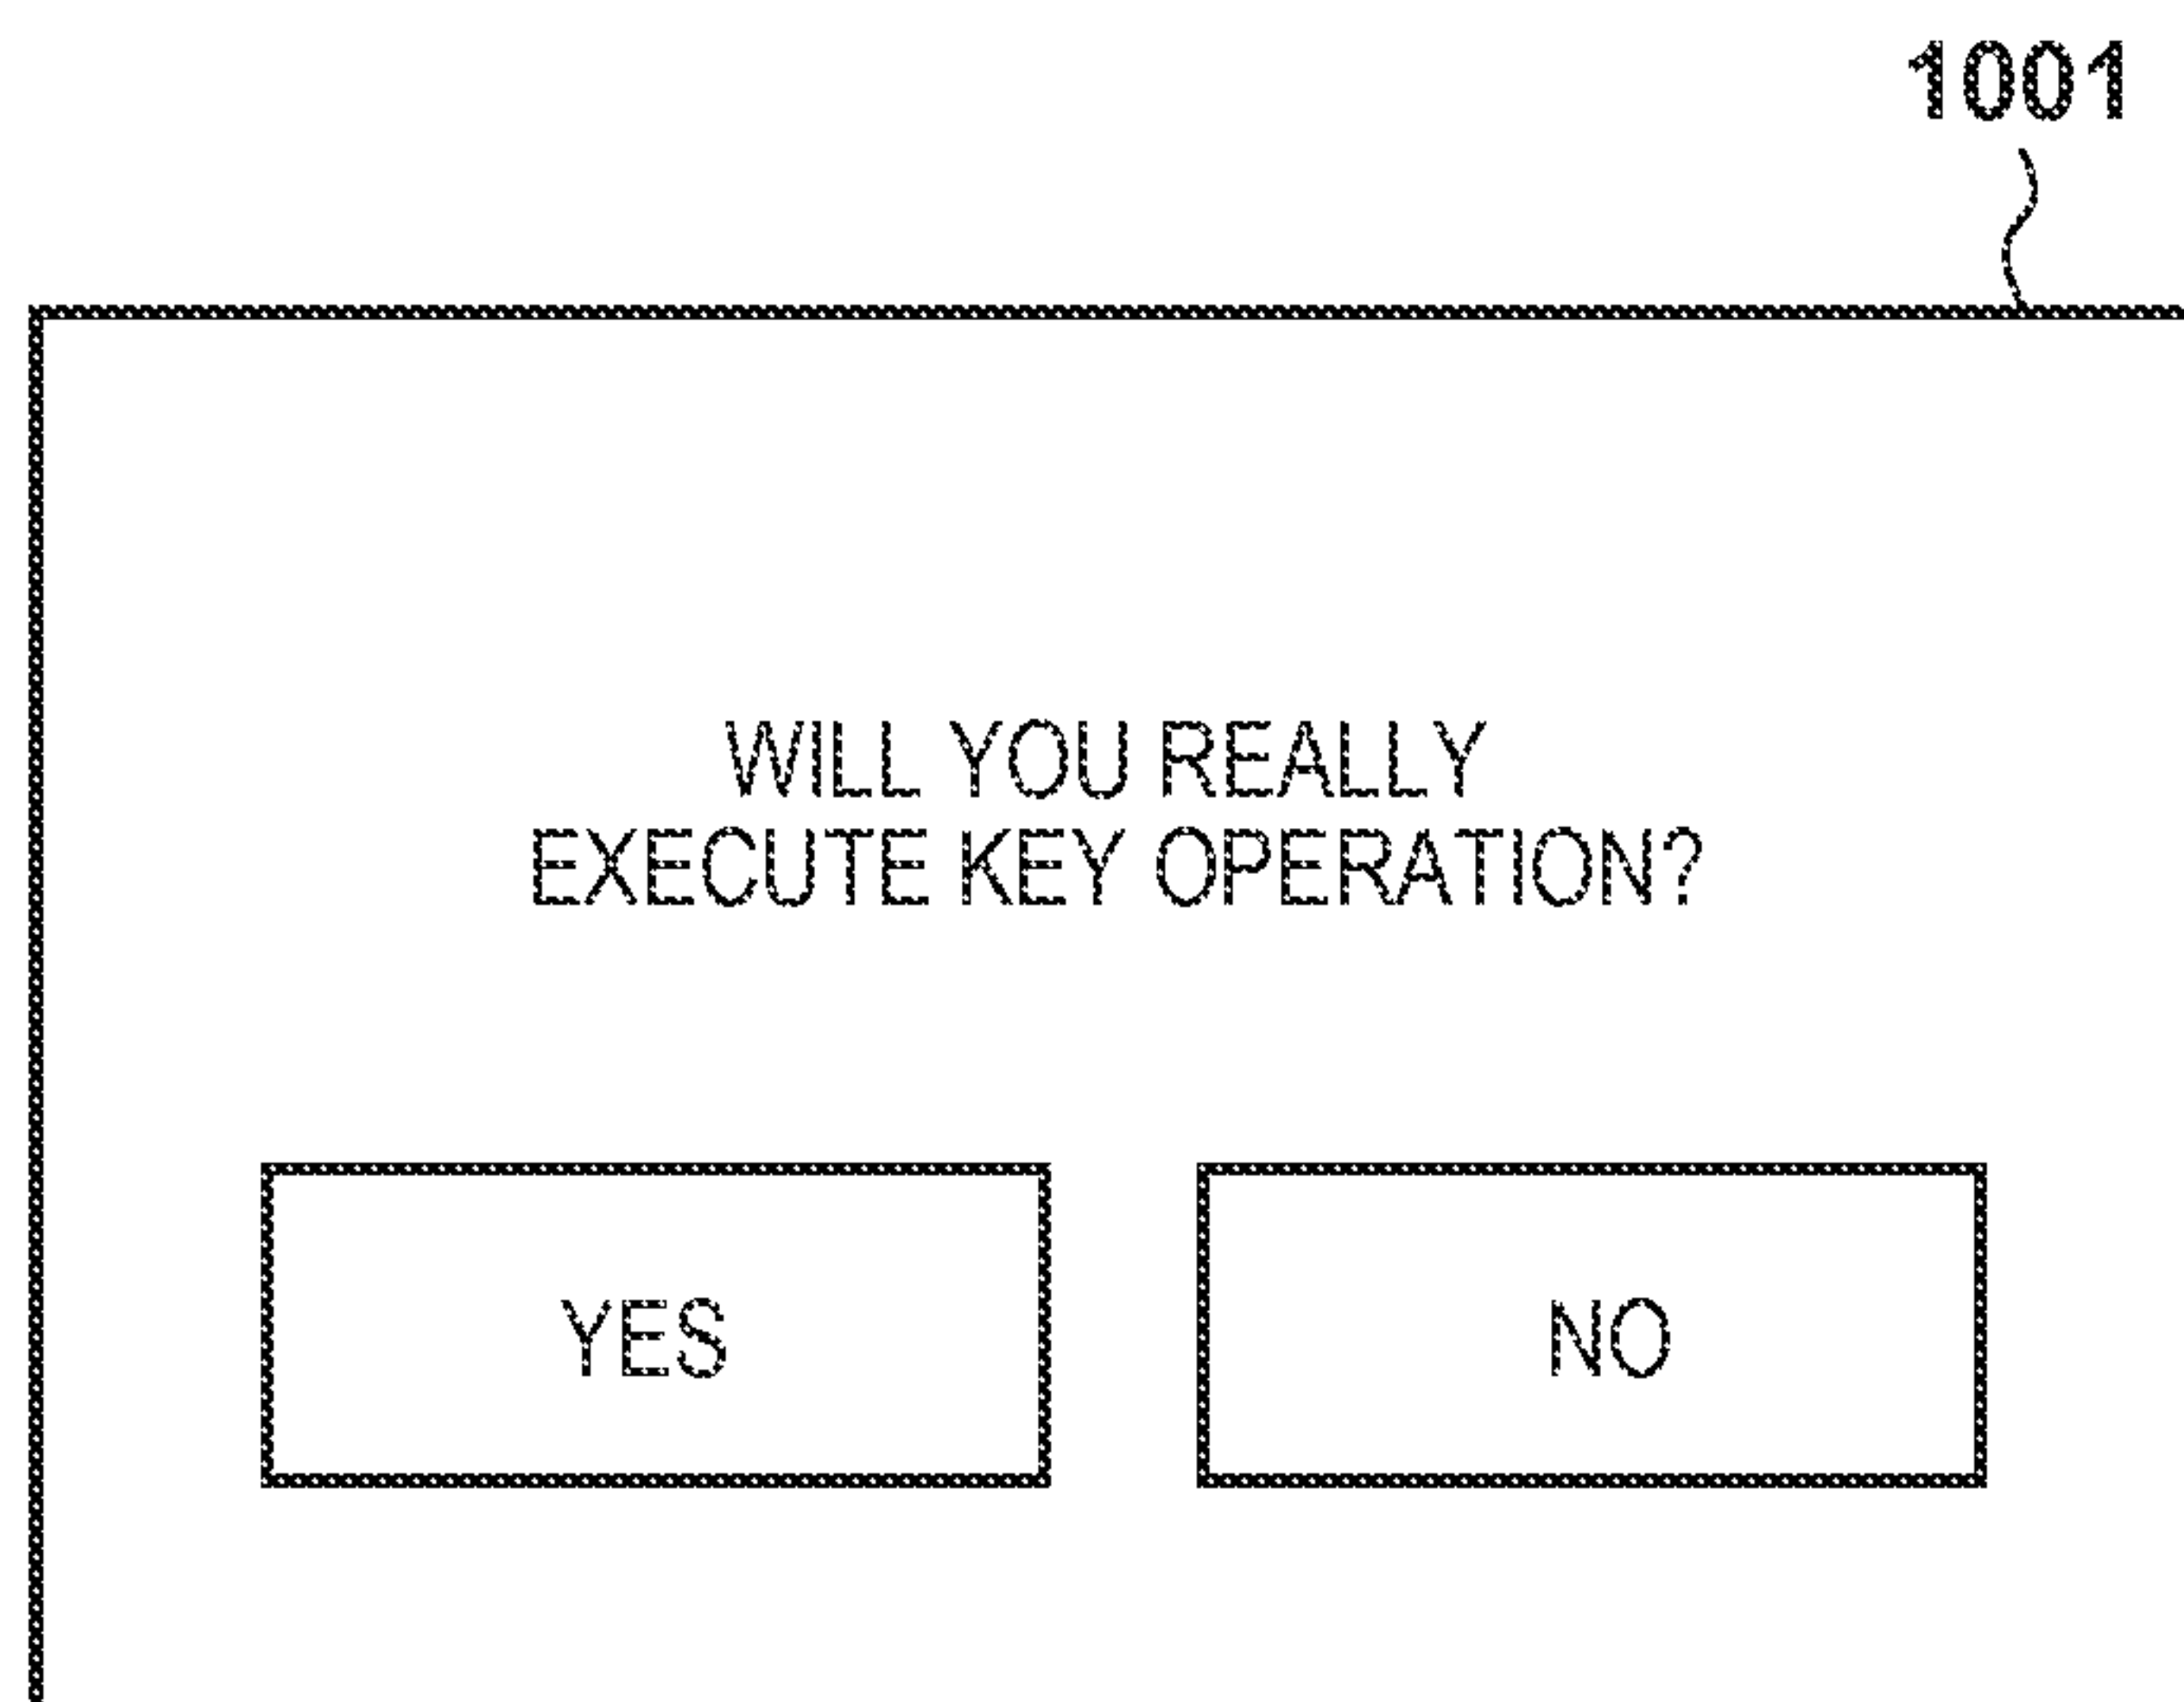 1001
WILL YOU REALLY
EXECUTE KEY OPERATION?
YES
NO